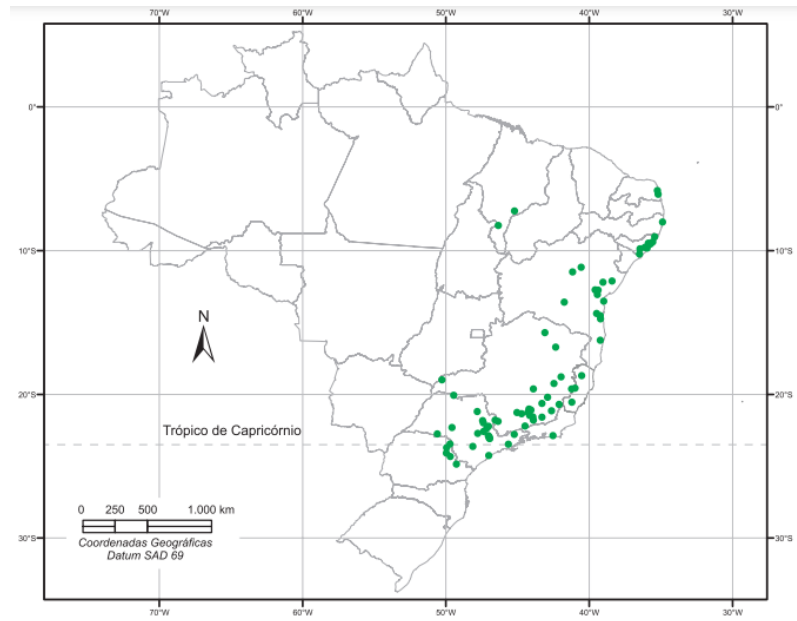 70°W 60°W 50°W 40°W 30°W
0° 0°
10°S 10°S
N
20°S 20°S
Trópico de Capricórnio
0 250 500 1.000 km
Coordenadas Geográficas
Datum SAD 69
30°S 30°S
70°W 60°W 50°W 40°W 30°W